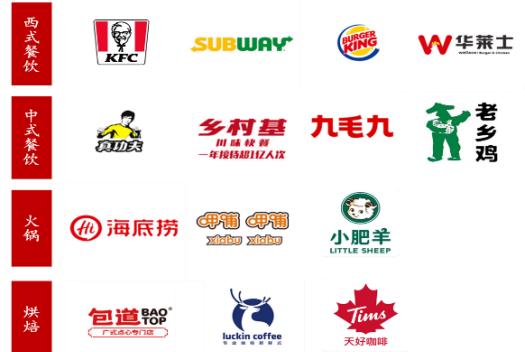 西式餐饮
KFC
SUBWAY
BURGER
KING
华莱士
中式餐饮
真功夫
乡村基
川味快餐
一年接待超1亿人次
九毛九
老乡鸡
火锅
Hi 海底捞
呷哺 呷哺
xiabu xiabu
小肥羊
LITTLE SHEEP
烘焙
包道 BAO TOP
广式点心专门店
luckin coffee
Tims
天好咖啡